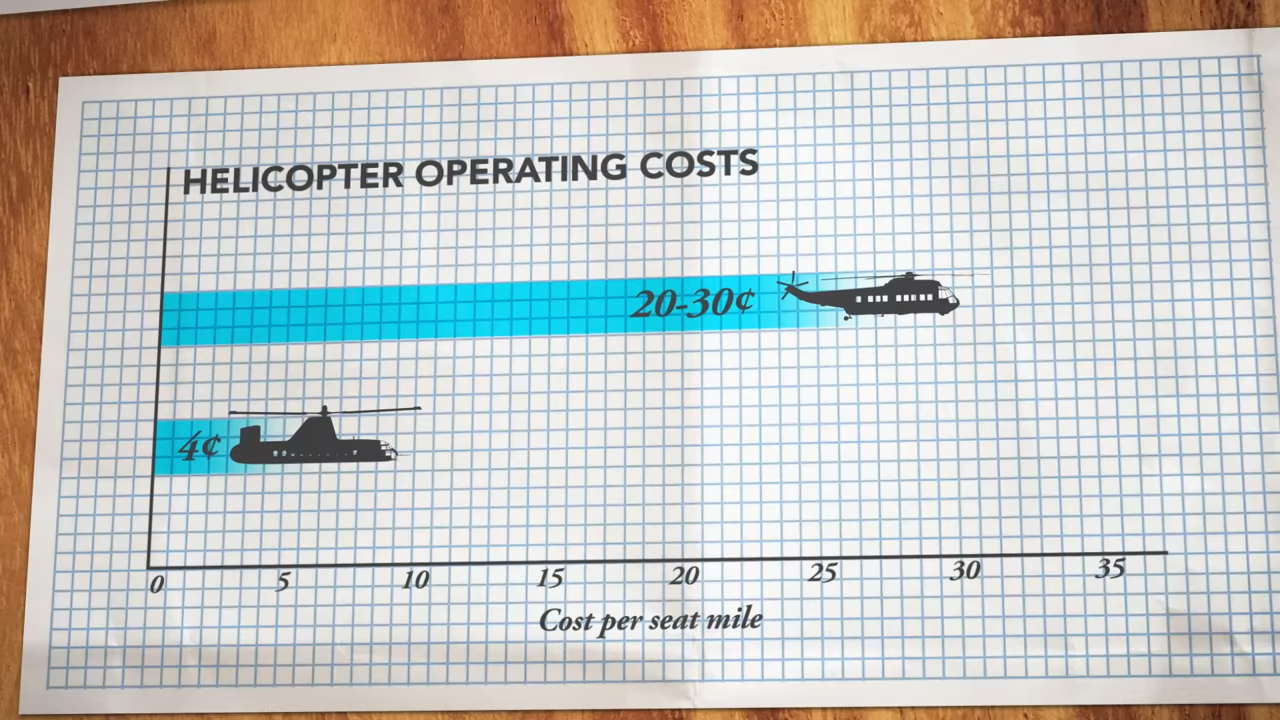 HELICOPTER OPERATING COSTS
20-30¢
4¢
0 5 10 15 20 25 30 35
Cost per seat mile